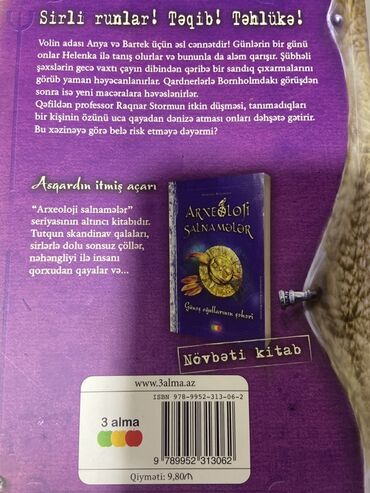 Sirli runlar! Təqib! Təhlükə!
Volin adası Anya və Bartek üçün əsl cənnətdir! Günlərin bir günü
onlar Helenka ilə tanış olurlar və bununla da aləm qarışır. Şübhəli
şəxslərin gecə vaxtı çayın dibindən qəribə bir sandıq çıxarmalarını
görüb yaman həyəcanlanırlar. Qardnerlərlə Bornholmdakı görüşdən
sonra isə yeni macəralara həvəslənirlər.
Qəfildən professor Raqnar Stormun itkin düşməsi, tanımadıqları
bir kişinin özünü uca qayadan dənizə atması onları dəhşətə gətirir.
Bu xəzinəyə görə belə risk etməyə dəyərmi?
Asqardın itmiş açarı
“Arxeoloji salnamələr”
seriyasının altıncı kitabıdır.
Tutqun skandinav qalaları,
sirlərlə dolu sonsuz çöllər,
nəhəngliyi ilə insanı
qorxudan qayalar və...
Arxeoloji
salnamələr
Günəş oğullarının şəhəri
Növbəti kitab
www.3alma.az
ISBN 978-9952-313-06-2
3 alma
9 789952 313062
Qiyməti: 9,80₼